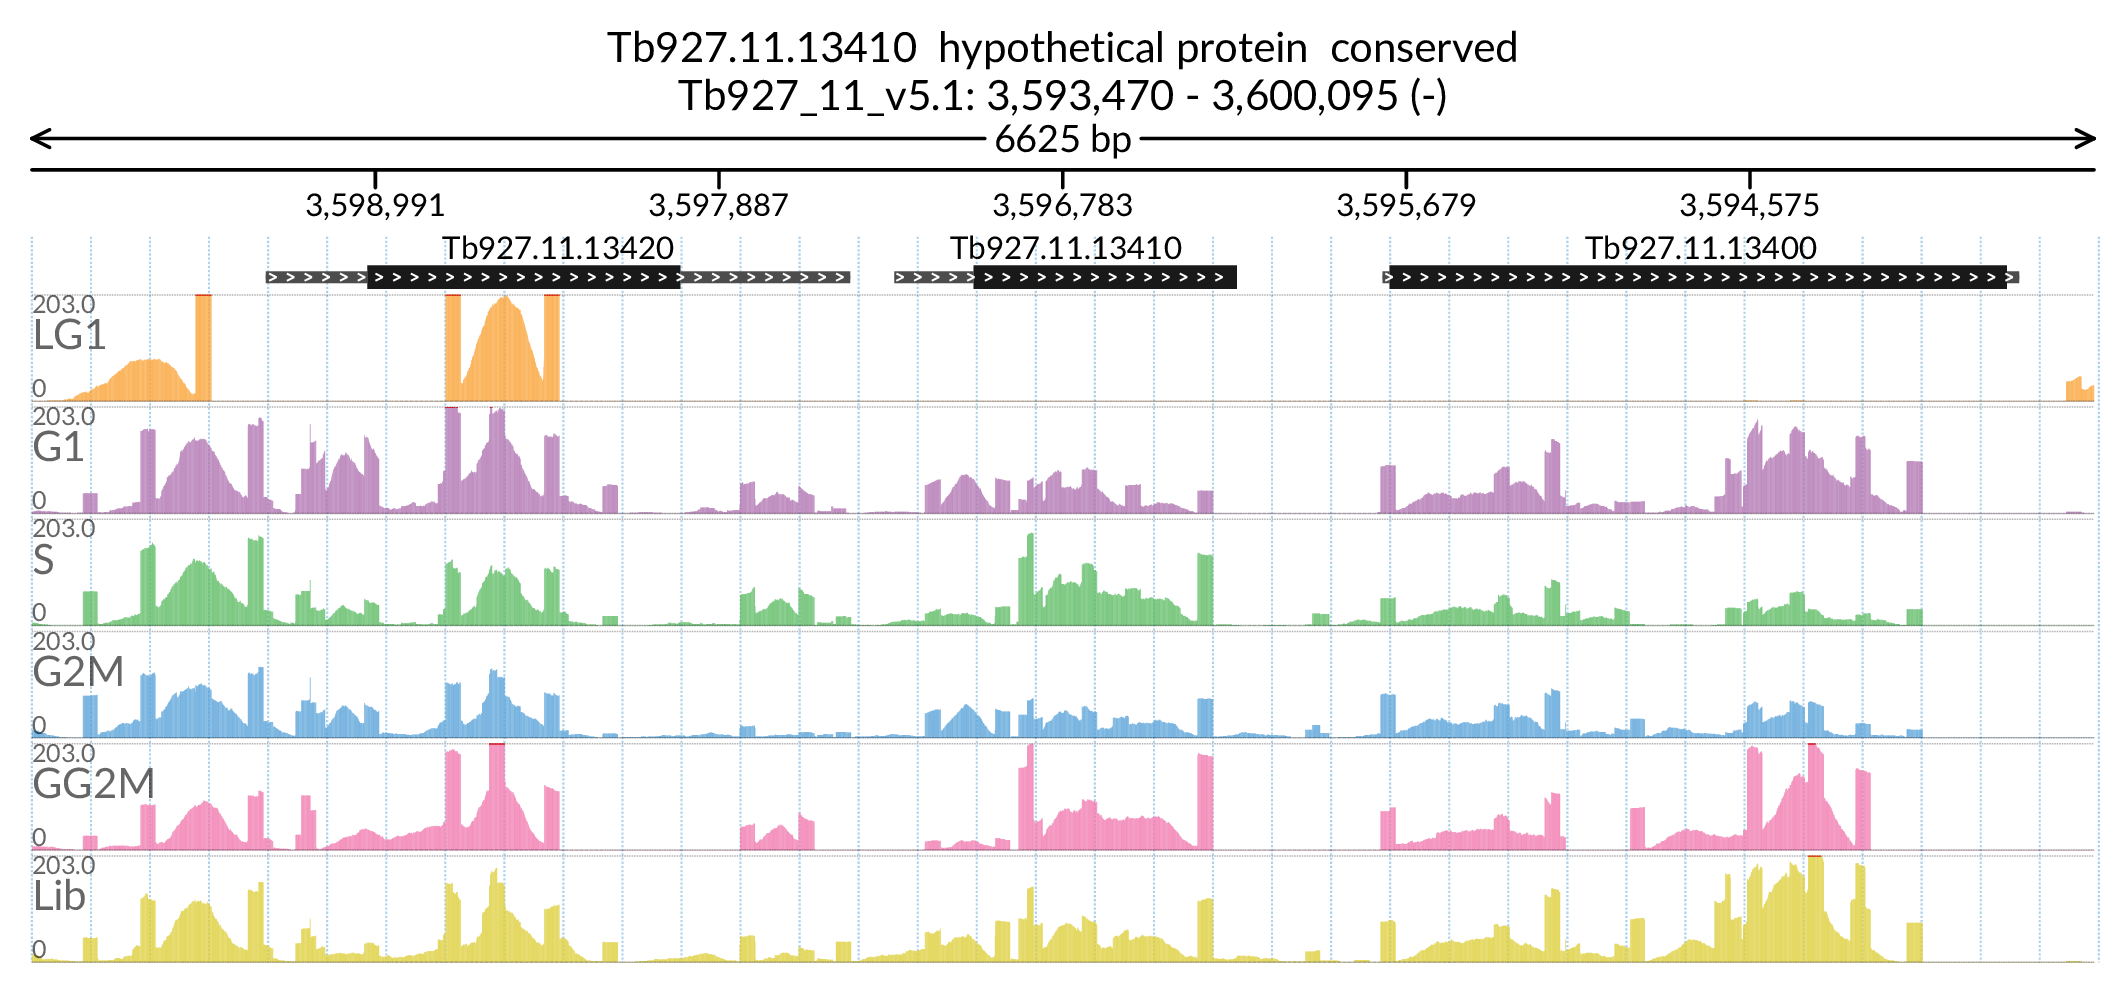 Tb927.11.13410 hypothetical protein conserved
Tb927_11_v5.1: 3,593,470 - 3,600,095 (-)
6625 bp
3,598,991 3,597,887 3,596,783 3,595,679 3,594,575
Tb927.11.13420 Tb927.11.13410 Tb927.11.13400
203.0
LG1
0
203.0
G1
0
203.0
S
0
203.0
G2M
0
203.0
GG2M
0
203.0
Lib
0